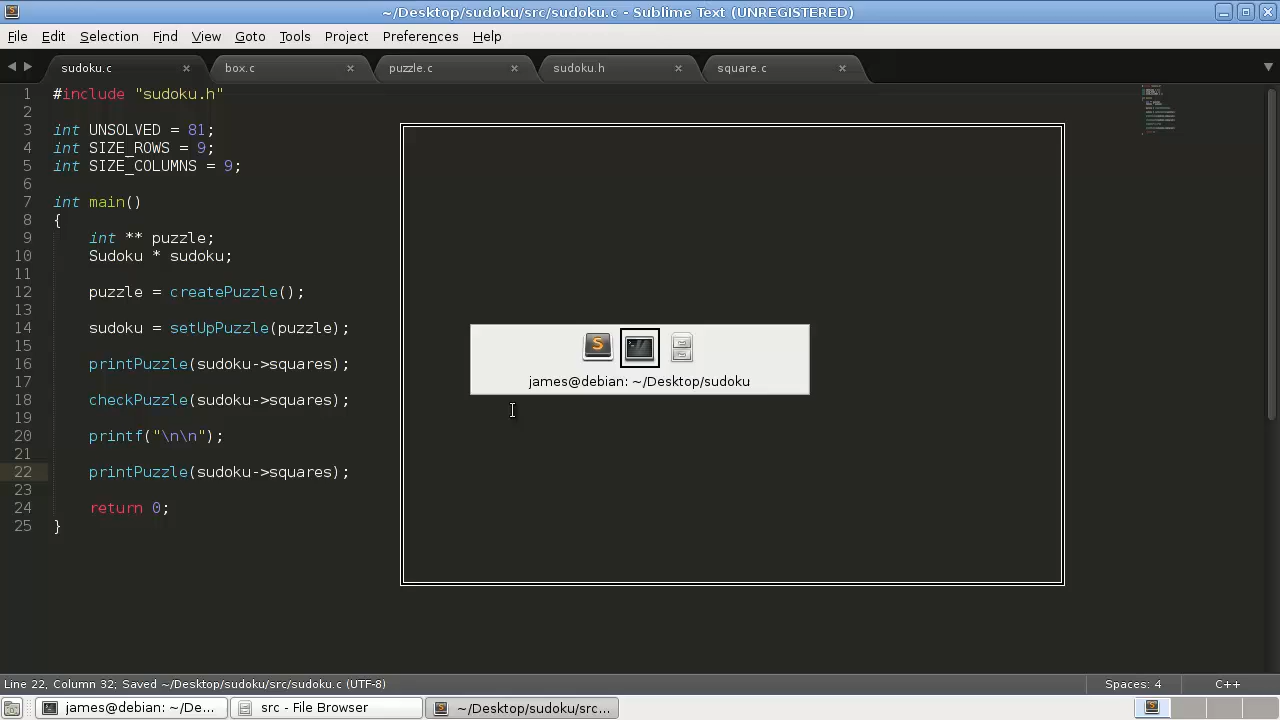 ~/Desktop/sudoku/src/sudoku.c - Sublime Text (UNREGISTERED)
File Edit Selection Find View Goto Tools Project Preferences Help
sudoku.c box.c puzzle.c sudoku.h square.c
1 #include "sudoku.h"
2
3 int UNSOLVED = 81;
4 int SIZE_ROWS = 9;
5 int SIZE_COLUMNS = 9;
6
7 int main()
8 {
9 int ** puzzle;
10 Sudoku * sudoku;
11
12 puzzle = createPuzzle();
13
14 sudoku = setUpPuzzle(puzzle);
15
16 printPuzzle(sudoku->squares);
17
18 checkPuzzle(sudoku->squares);
19
20 printf("\n\n");
21
22 printPuzzle(sudoku->squares);
23
24 return 0;
25 }
james@debian: ~/Desktop/sudoku
Line 22, Column 32; Saved ~/Desktop/sudoku/src/sudoku.c (UTF-8) Spaces: 4 C++
james@debian: ~/De... src - File Browser ~/Desktop/sudoku/src...